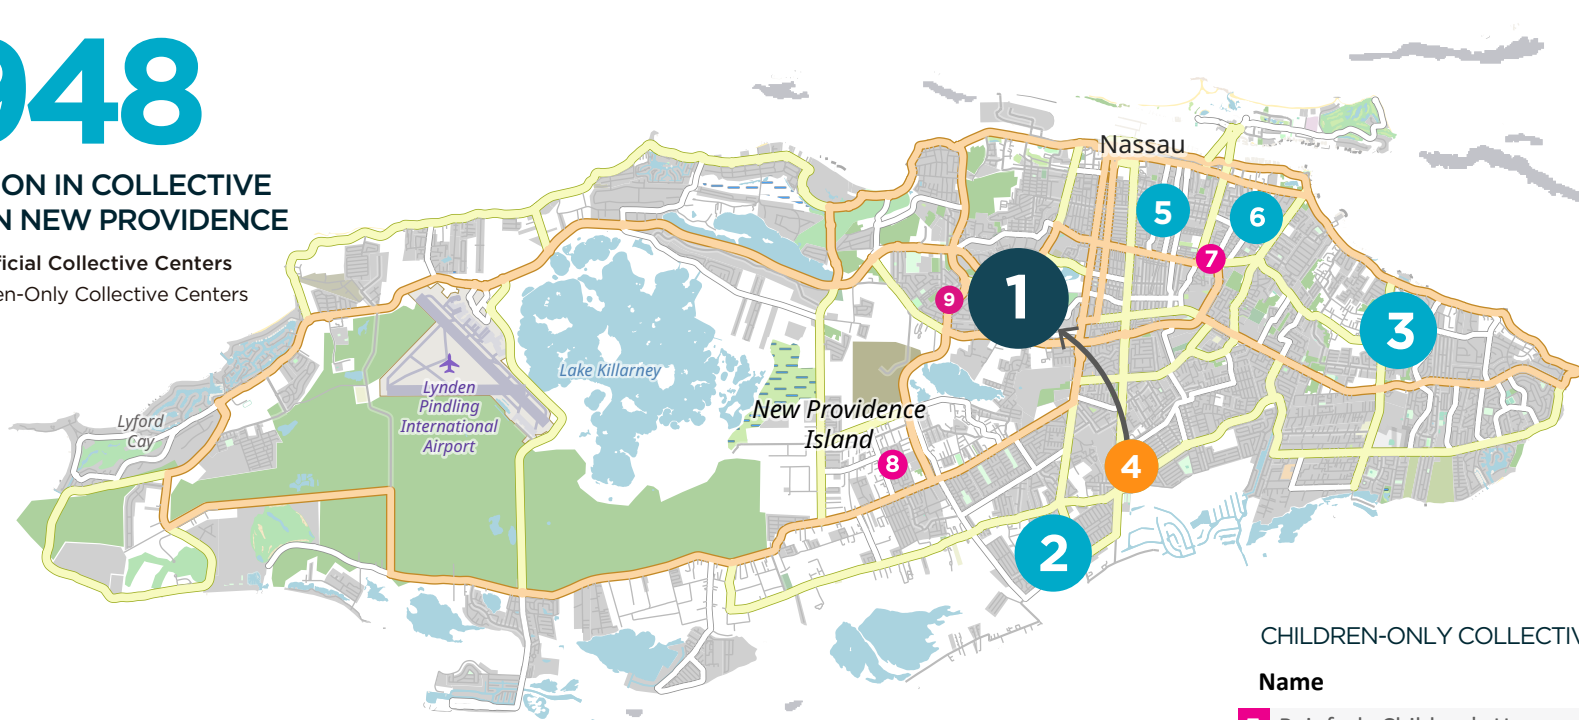 948
ON IN COLLECTIVE
N NEW PROVIDENCE
ficial Collective Centers
en-Only Collective Centers
Nassau
5
6
7
9
1
3
Lake Killarney
Lynden
Pindling
International
Airport
Lyford
Cay
New Providence
Island
8
4
2
CHILDREN-ONLY COLLECTIV
Name